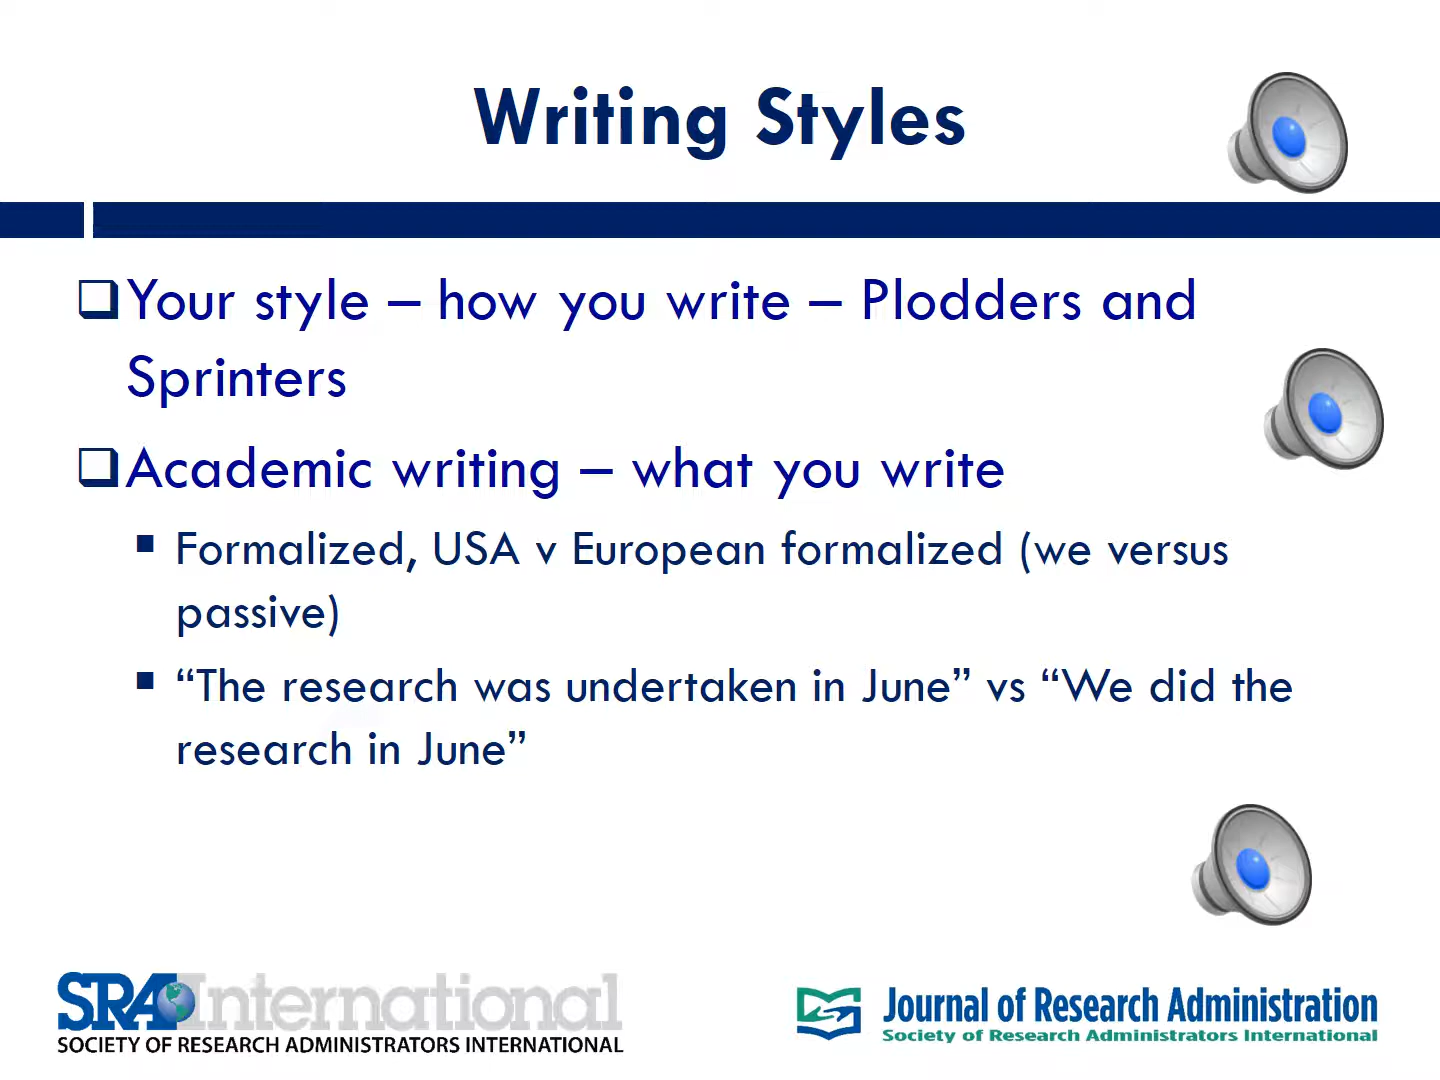 Writing Styles
Your style – how you write – Plodders and
Sprinters
Academic writing – what you write
Formalized, USA v European formalized (we versus
passive)
“The research was undertaken in June” vs “We did the
research in June”
SRA International
SOCIETY OF RESEARCH ADMINISTRATORS INTERNATIONAL
Journal of Research Administration
Society of Research Administrators International